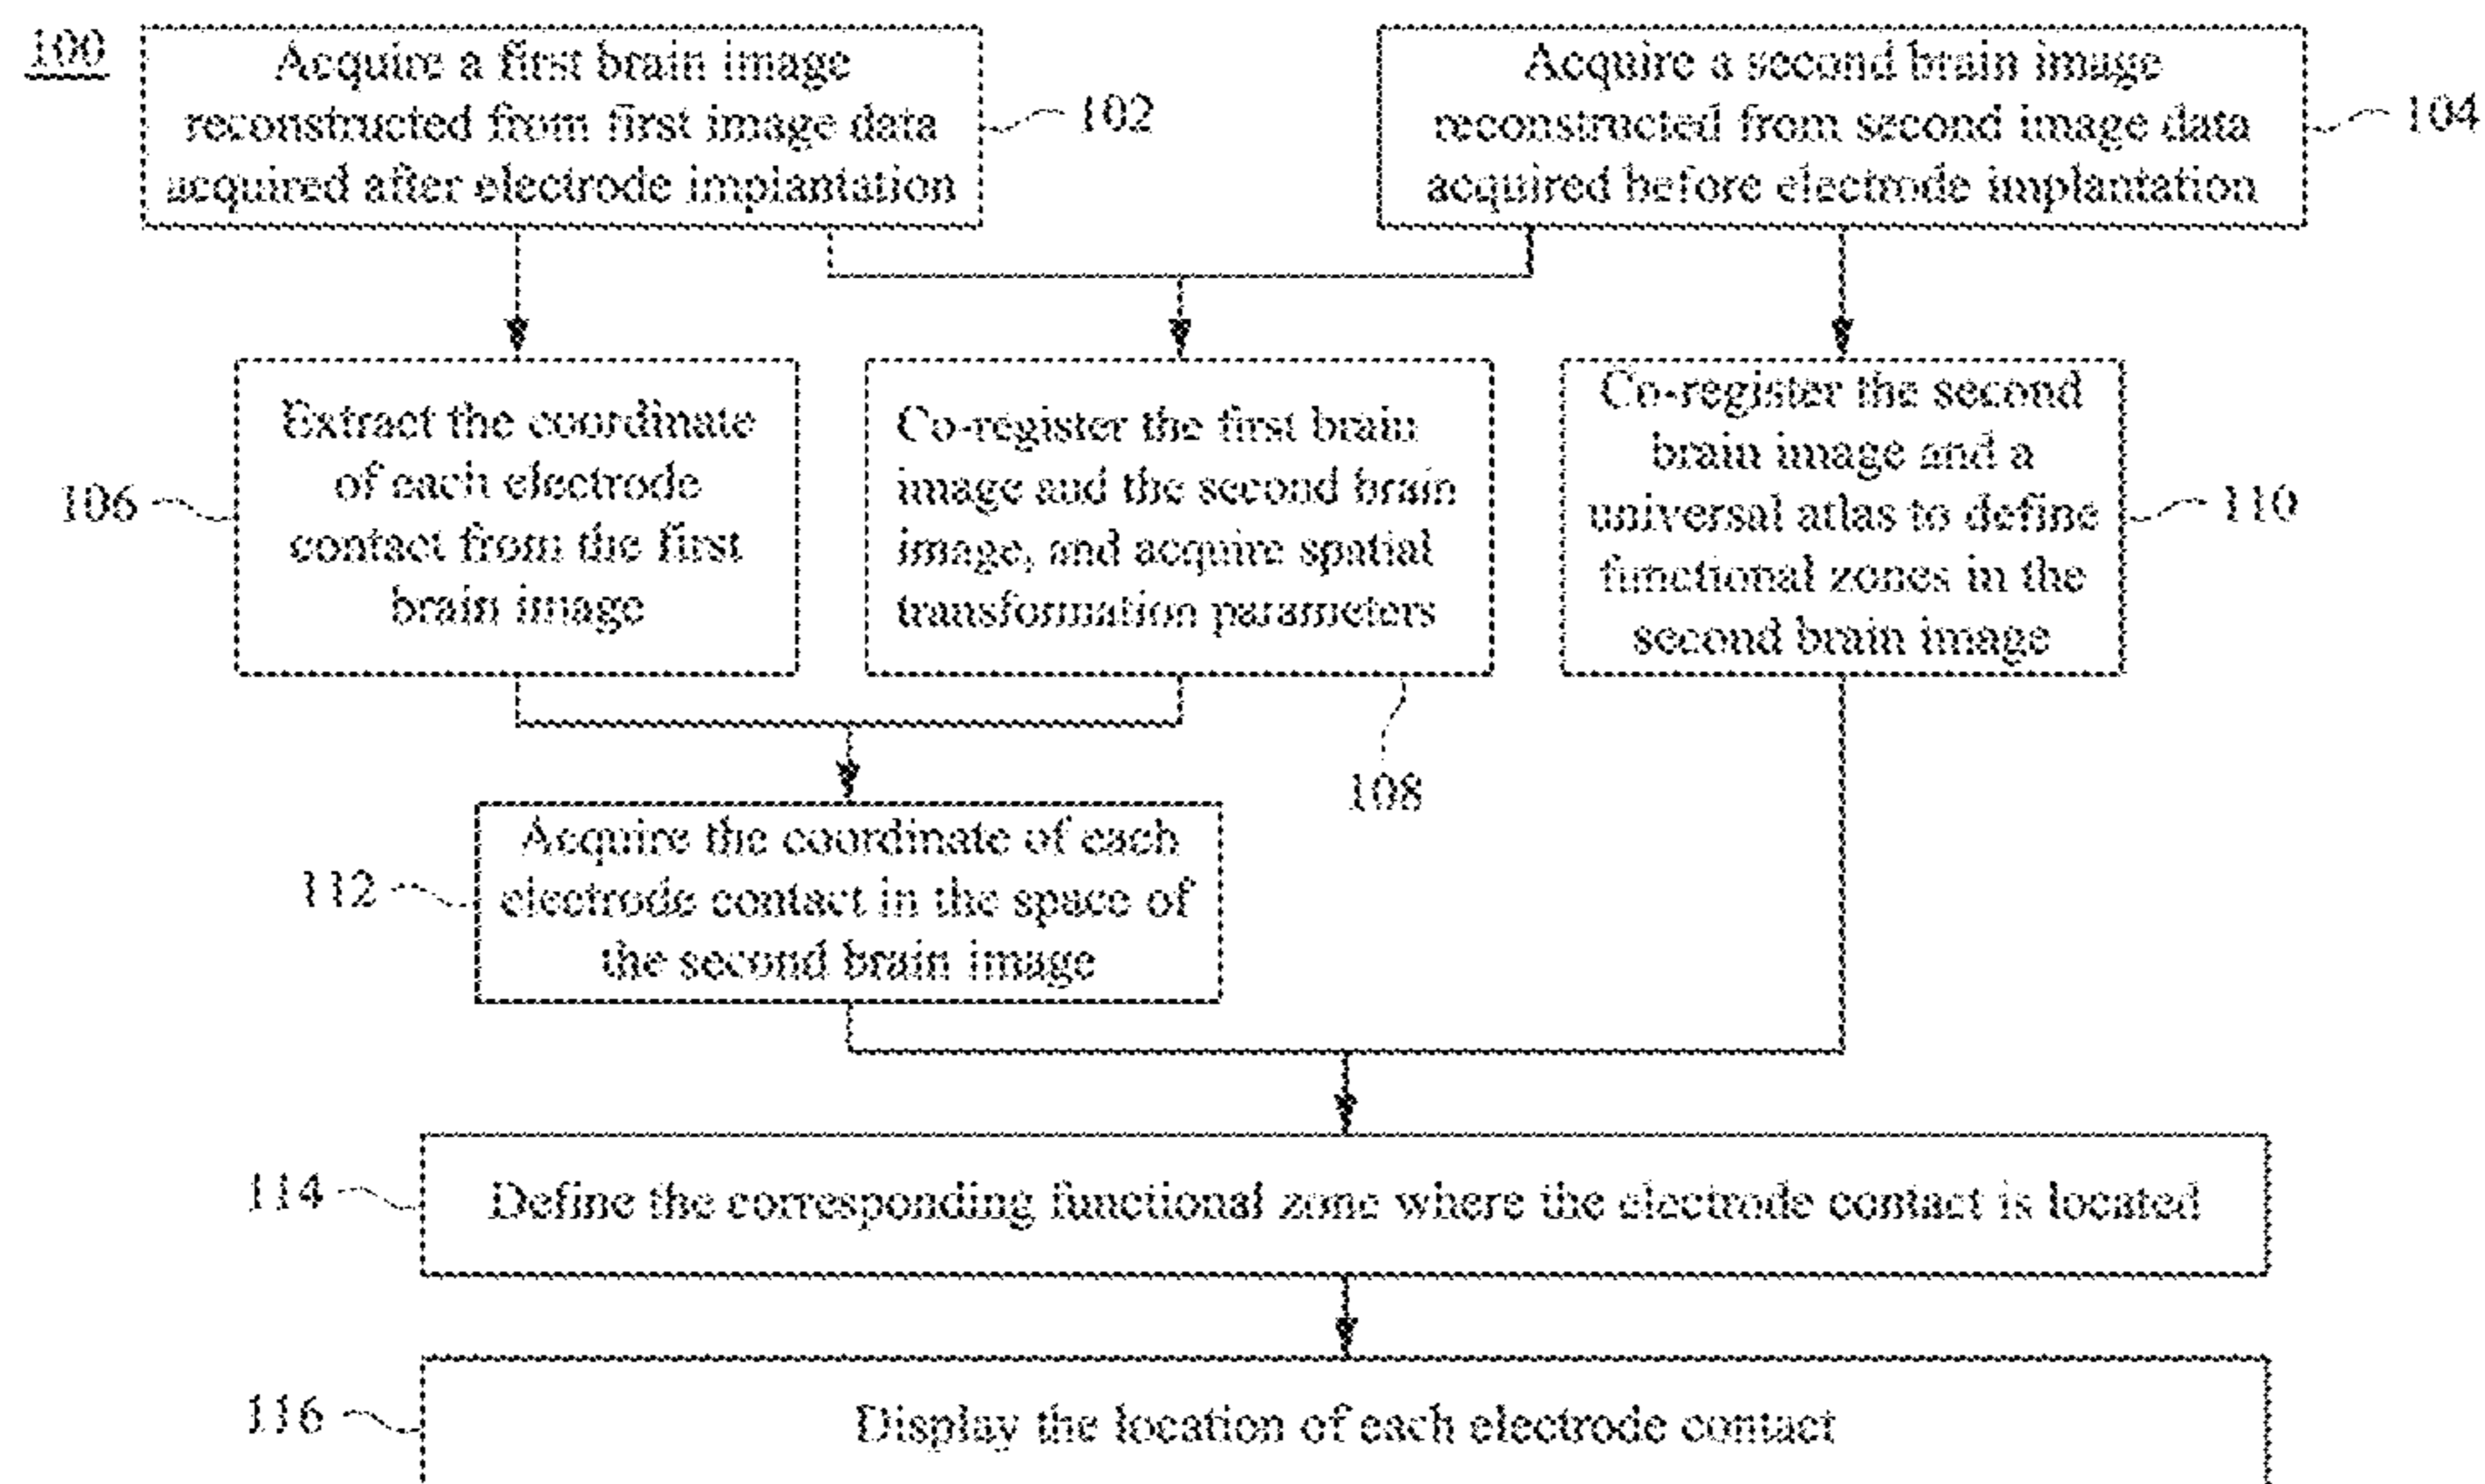 100
Acquire a first brain image
reconstructed from first image data
acquired after electrode implantation
102
Acquire a second brain image
reconstructed from second image data
acquired before electrode implantation
104
Extract the coordinate
of each electrode
contact from the first
brain image
106
Co-register the first brain
image and the second brain
image, and acquire spatial
transformation parameters
108
Co-register the second
brain image and a
universal atlas to define
functional zones in the
second brain image
110
Acquire the coordinate of each
electrode contact in the space of
the second brain image
112
114
Define the corresponding functional zone where the electrode contact is located
116
Display the location of each electrode contact